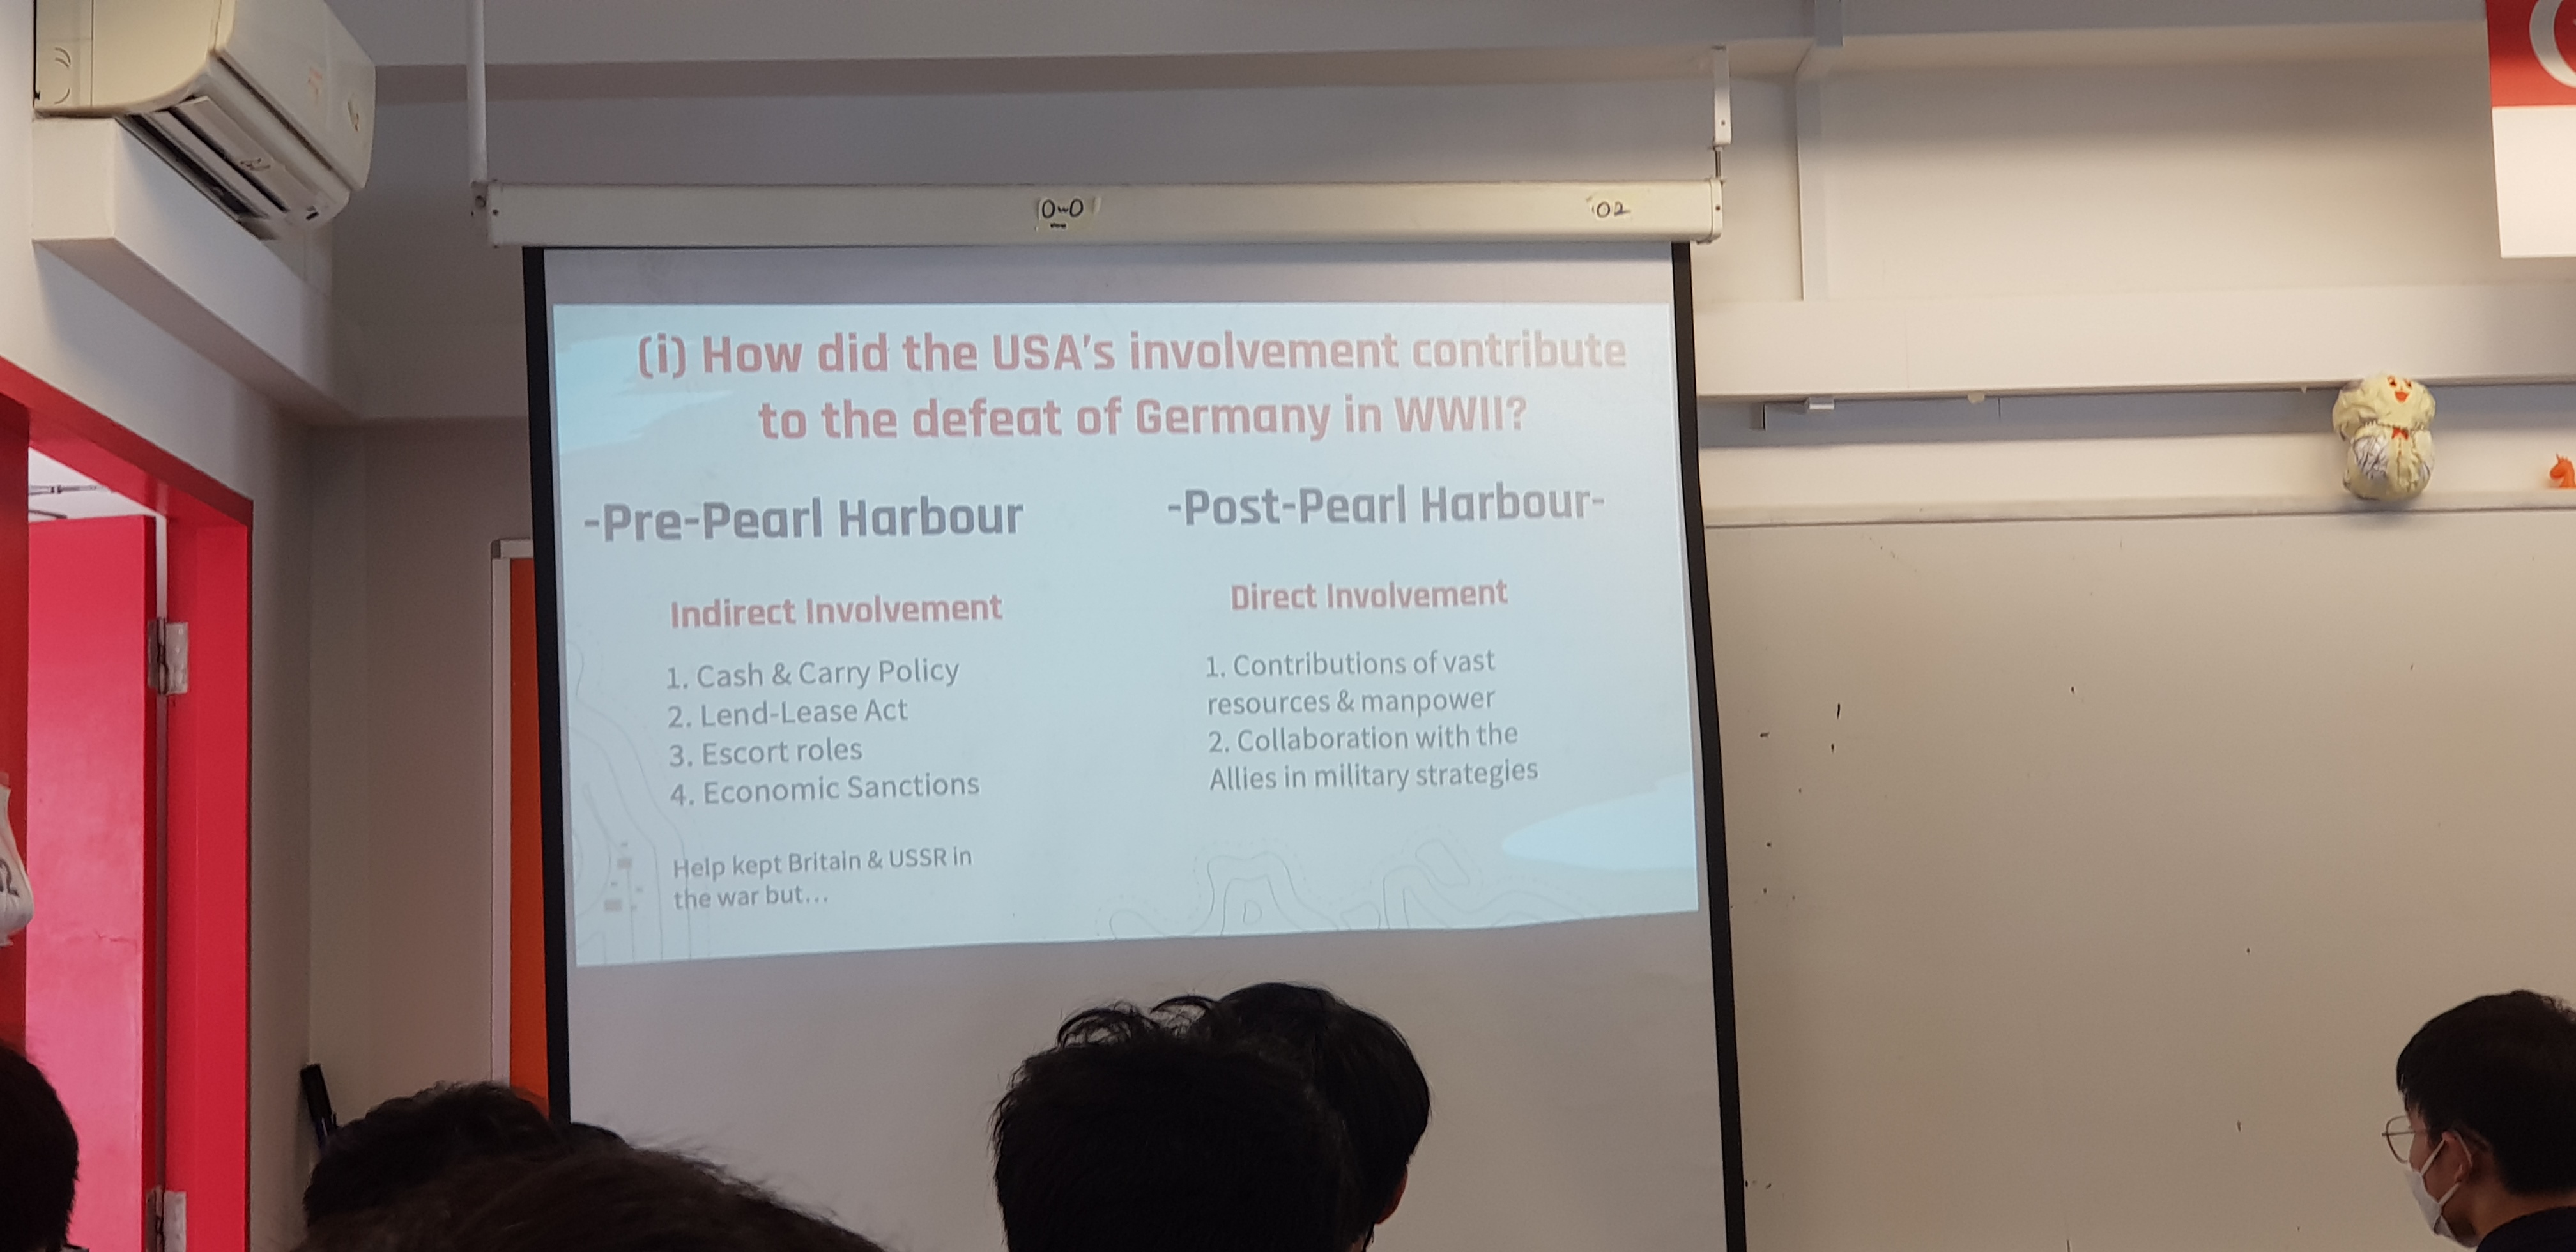 0~0
02
(i) How did the USA's involvement contribute
to the defeat of Germany in WWII?
-Pre-Pearl Harbour
Indirect Involvement
1. Cash & Carry Policy
2. Lend-Lease Act
3. Escort roles
4. Economic Sanctions
Help kept Britain & USSR in
the war but...
-Post-Pearl Harbour-
Direct Involvement
1. Contributions of vast
resources & manpower
2. Collaboration with the
Allies in military strategies